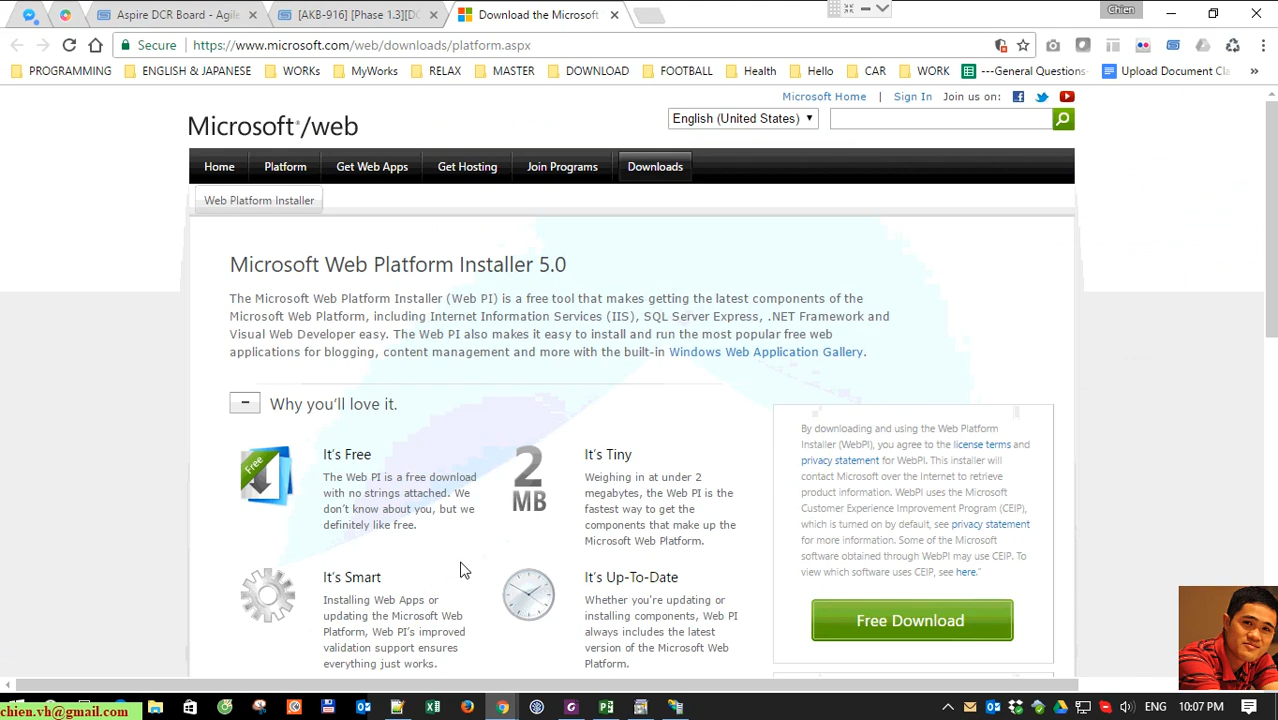 Aspire DCR Board - Agile
[AKB-916] [Phase 1.3][DC
Download the Microsoft
Chien
Secure
https://www.microsoft.com/web/downloads/platform.aspx
PROGRAMMING
ENGLISH & JAPANESE
WORKs
MyWorks
RELAX
MASTER
DOWNLOAD
FOOTBALL
Health
Hello
CAR
WORK
---General Questions-
Upload Document Cla
»
Microsoft Home | Sign In Join us on:
Microsoft®/web
English (United States)
Home
Platform
Get Web Apps
Get Hosting
Join Programs
Downloads
Web Platform Installer
Microsoft Web Platform Installer 5.0
The Microsoft Web Platform Installer (Web PI) is a free tool that makes getting the latest components of the
Microsoft Web Platform, including Internet Information Services (IIS), SQL Server Express, .NET Framework and
Visual Web Developer easy. The Web PI also makes it easy to install and run the most popular free web
applications for blogging, content management and more with the built-in Windows Web Application Gallery.
Why you'll love it.
Free
It's Free
The Web PI is a free download
with no strings attached. We
don't know about you, but we
definitely like free.
2
MB
It's Tiny
Weighing in at under 2
megabytes, the Web PI is the
fastest way to get the
components that make up the
Microsoft Web Platform.
It's Smart
Installing Web Apps or
updating the Microsoft Web
Platform, Web PI's improved
validation support ensures
everything just works.
It's Up-To-Date
Whether you're updating or
installing components, Web PI
always includes the latest
version of the Microsoft Web
Platform.
By downloading and using the Web Platform
Installer (WebPI), you agree to the license terms and
privacy statement for WebPI. This installer will
contact Microsoft over the Internet to retrieve
product information. WebPI uses the Microsoft
Customer Experience Improvement Program (CEIP),
which is turned on by default, see privacy statement
for more information. Some of the Microsoft
software obtained through WebPI may use CEIP. To
view which software uses CEIP, see here."
Free Download
chien.vh@gmail.com
ENG
10:07 PM